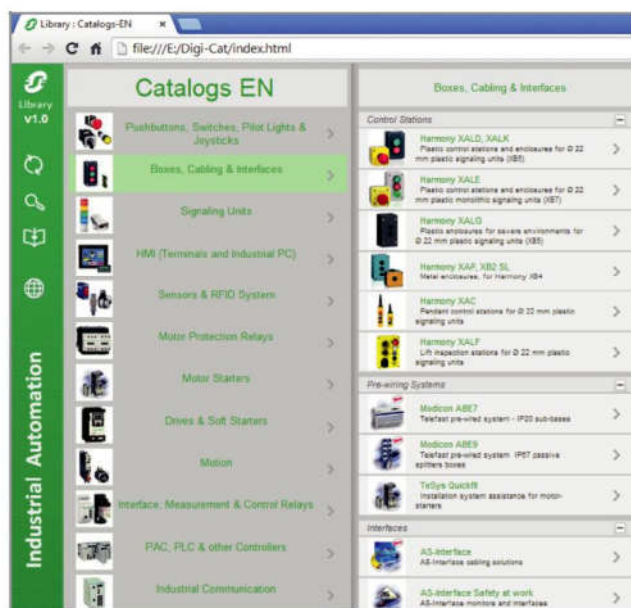 Library : Catalogs-EN
file:///E:/Digi-Cat/index.html
Library
v1.0
Industrial Automation
Catalogs EN
Pushbuttons, Switches, Pilot Lights &
Joysticks
Boxes, Cabling & Interfaces
Signaling Units
HMI (Terminals and Industrial PC)
Sensors & RFID System
Motor Protection Relays
Motor Starters
Drives & Soft Starters
Motion
Interface, Measurement & Control Relays
PAC, PLC & other Controllers
Industrial Communication
Boxes, Cabling & Interfaces
Control Stations
Harmony XALD, XALK
Plastic control stations and enclosures for Ø 22
mm plastic signaling units (XB5)
Harmony XALE
Plastic control stations and enclosures for Ø 22
mm plastic monolithic signaling units (XB7)
Harmony XALG
Plastic enclosures for severe environments for
Ø 22 mm plastic signaling units (XB5)
Harmony XAF, XB2 SL
Metal enclosures, for Harmony XB4
Harmony XAC
Pendant control stations for Ø 22 mm plastic
signaling units
Harmony XALF
Lift inspection stations for Ø 22 mm plastic
signaling units
Pre-wiring Systems
Modicon ABE7
Telefast pre-wired system - IP20 sub-bases
Modicon ABE9
Telefast pre-wired system IP67 passive
splitters boxes
TeSys Quickfit
Installation system assistance for motor-
starters
Interfaces
AS-Interface
AS-Interface cabling solutions
AS-Interface Safety at work
AS-Interface monitors and interfaces